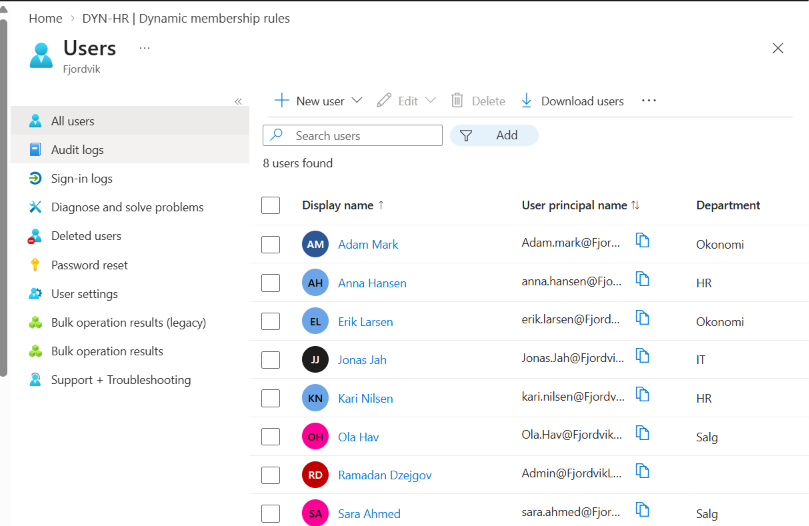 Home > DYN-HR | Dynamic membership rules
Users ...
Fjordvik
«
New user Edit Delete Download users ...
All users
Audit logs
Sign-in logs
Diagnose and solve problems
Deleted users
Password reset
User settings
Bulk operation results (legacy)
Bulk operation results
Support + Troubleshooting
Search users Add
8 users found
Display name ↑ User principal name ↑↓ Department
AM Adam Mark Adam.mark@Fjor... Okonomi
AH Anna Hansen anna.hansen@Fjo... HR
EL Erik Larsen erik.larsen@Fjord... Okonomi
JJ Jonas Jah Jonas.Jah@Fjordvi... IT
KN Kari Nilsen kari.nilsen@Fjordv... HR
OH Ola Hav Ola.Hav@Fjordvik... Salg
RD Ramadan Dzejgov Admin@FjordvikL...
SA Sara Ahmed sara.ahmed@Fjor... Salg